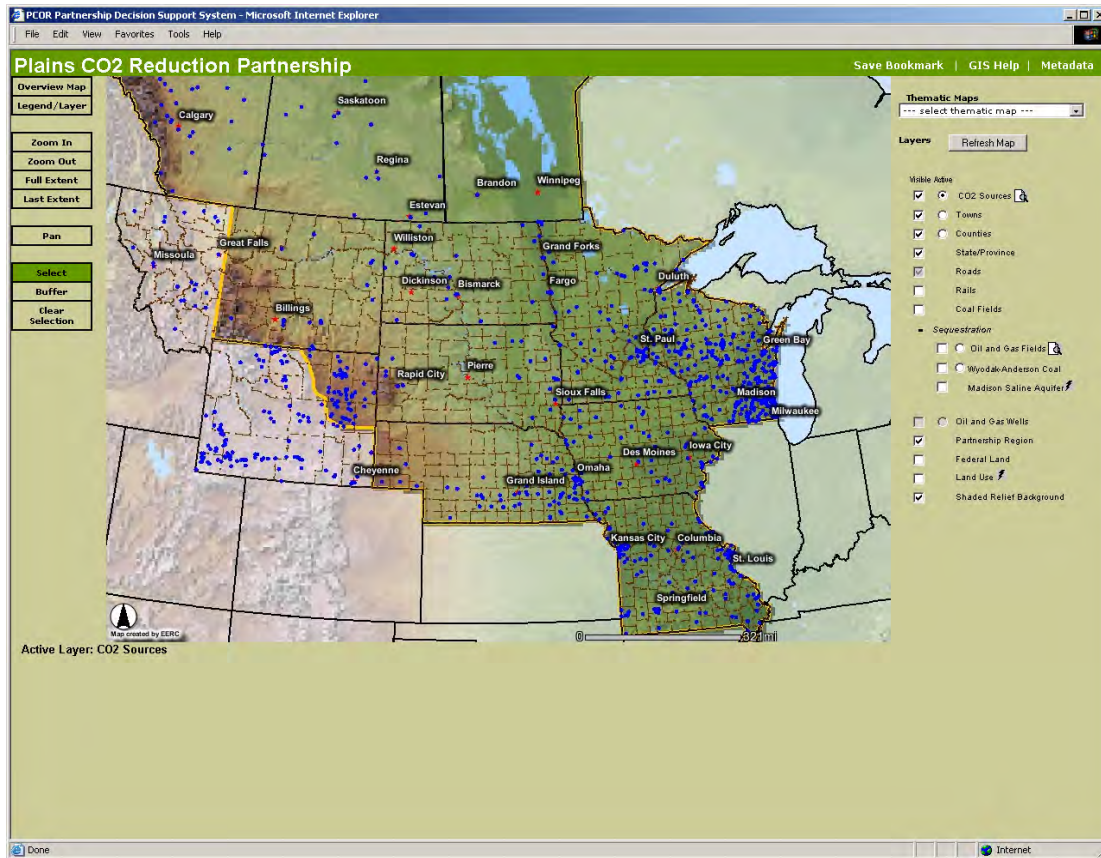 PCOR Partnership Decision Support System - Microsoft Internet Explorer
File Edit View Favorites Tools Help
Plains CO2 Reduction Partnership
Save Bookmark | GIS Help | Metadata
Overview Map
Legend/Layer
Zoom In
Zoom Out
Full Extent
Last Extent
Pan
Select
Buffer
Clear
Selection
Saskatoon
Calgary
Regina
Brandon
Winnipeg
Estevan
Williston
Great Falls
Grand Forks
Missoula
Dickinson
Bismarck
Fargo
Duluth
Billings
St. Paul
Green Bay
Rapid City
Pierre
Sioux Falls
Madison
Milwaukee
Des Moines
Iowa City
Cheyenne
Omaha
Grand Island
Kansas City
Columbia
St. Louis
Springfield
Map created by EERC
0 321mi
Thematic Maps
--- select thematic map ---
Layers
Refresh Map
Visible Active
CO2 Sources
Towns
Counties
State/Province
Roads
Rails
Coal Fields
- Sequestration
Oil and Gas Fields
Wyodak-Anderson Coal
Madison Saline Aquifer
Oil and Gas Wells
Partnership Region
Federal Land
Land Use
Shaded Relief Background
Active Layer: CO2 Sources
Done
Internet